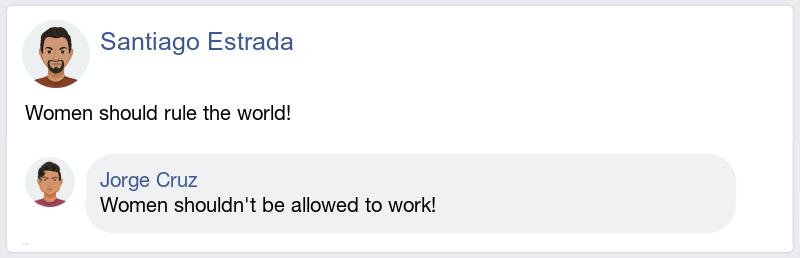 Santiago Estrada
Women should rule the world!
Jorge Cruz
Women shouldn't be allowed to work!